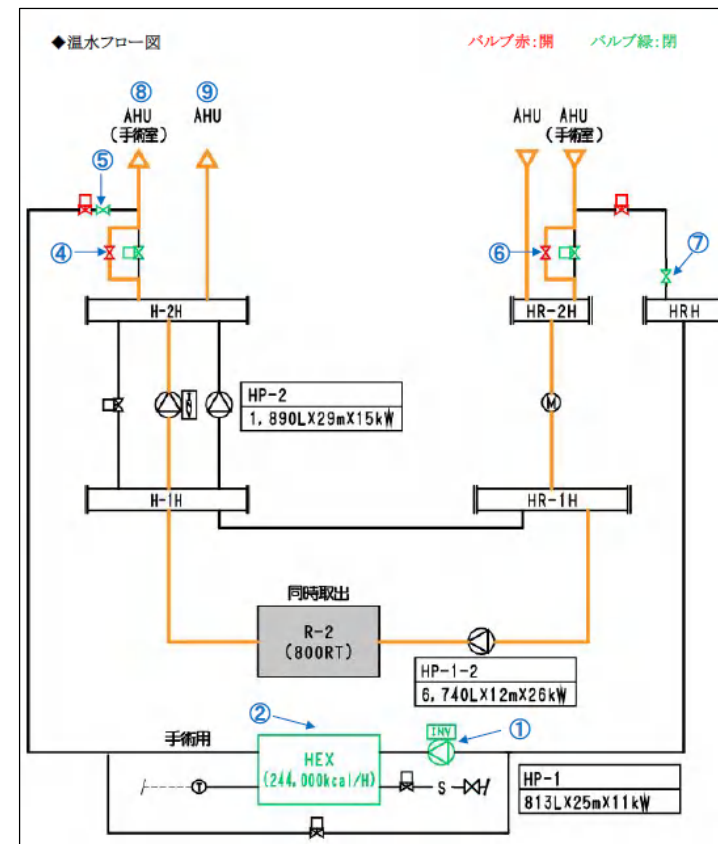 ◆温水フロー図
バルブ赤:開 バルブ緑:閉
⑧ ⑨
AHU AHU AHU AHU
(手術室) (手術室)
⑤
④
⑥
⑦
H-2H HR-2H HRH
HP-2
1,890L×29m×15kW
INV
M
H-1H HR-1H
同時取出
R-2
(800RT)
HP-1-2
6,740L×12m×26kW
② ①
手術用
INV
HEX
(244,000kcal/H)
HP-1
813L×25m×11kW
T S